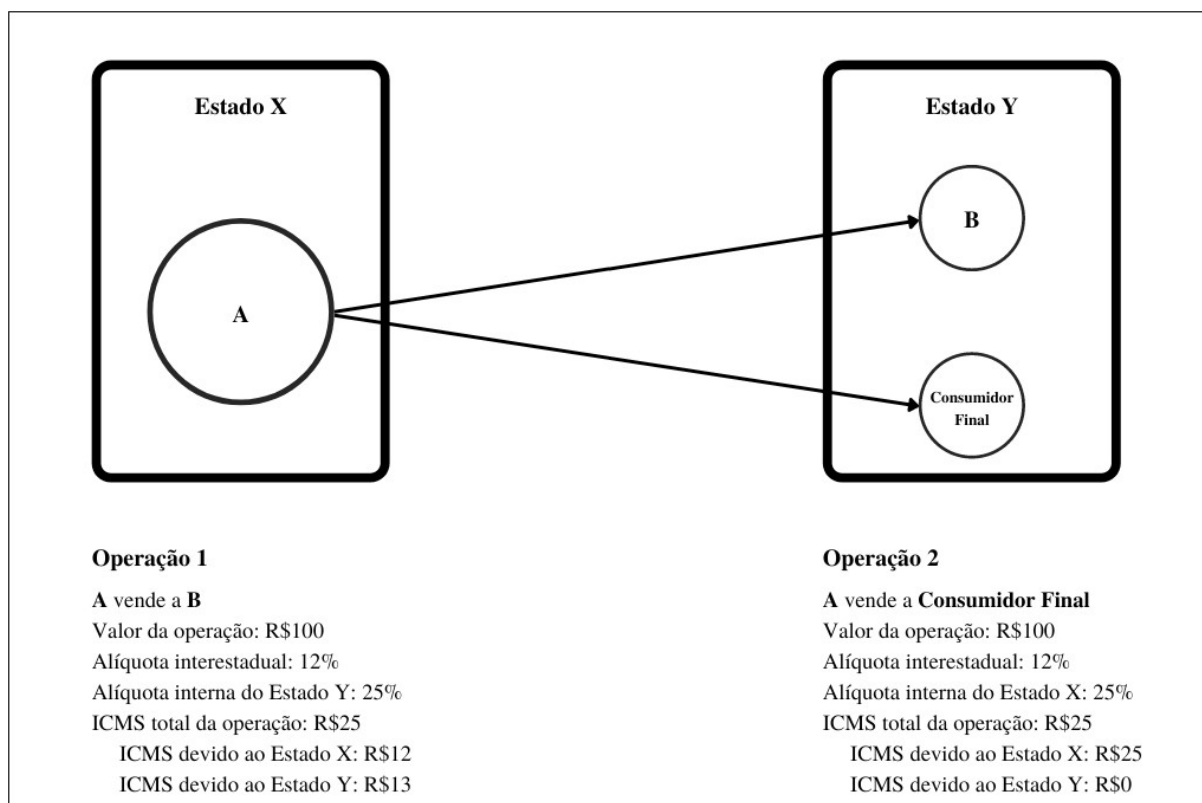 Estado X
A
Estado Y
B
Consumidor
Final
Operação 1
A vende a B
Valor da operação: R$100
Alíquota interestadual: 12%
Alíquota interna do Estado Y: 25%
ICMS total da operação: R$25
ICMS devido ao Estado X: R$12
ICMS devido ao Estado Y: R$13
Operação 2
A vende a Consumidor Final
Valor da operação: R$100
Alíquota interestadual: 12%
Alíquota interna do Estado X: 25%
ICMS total da operação: R$25
ICMS devido ao Estado X: R$25
ICMS devido ao Estado Y: R$0